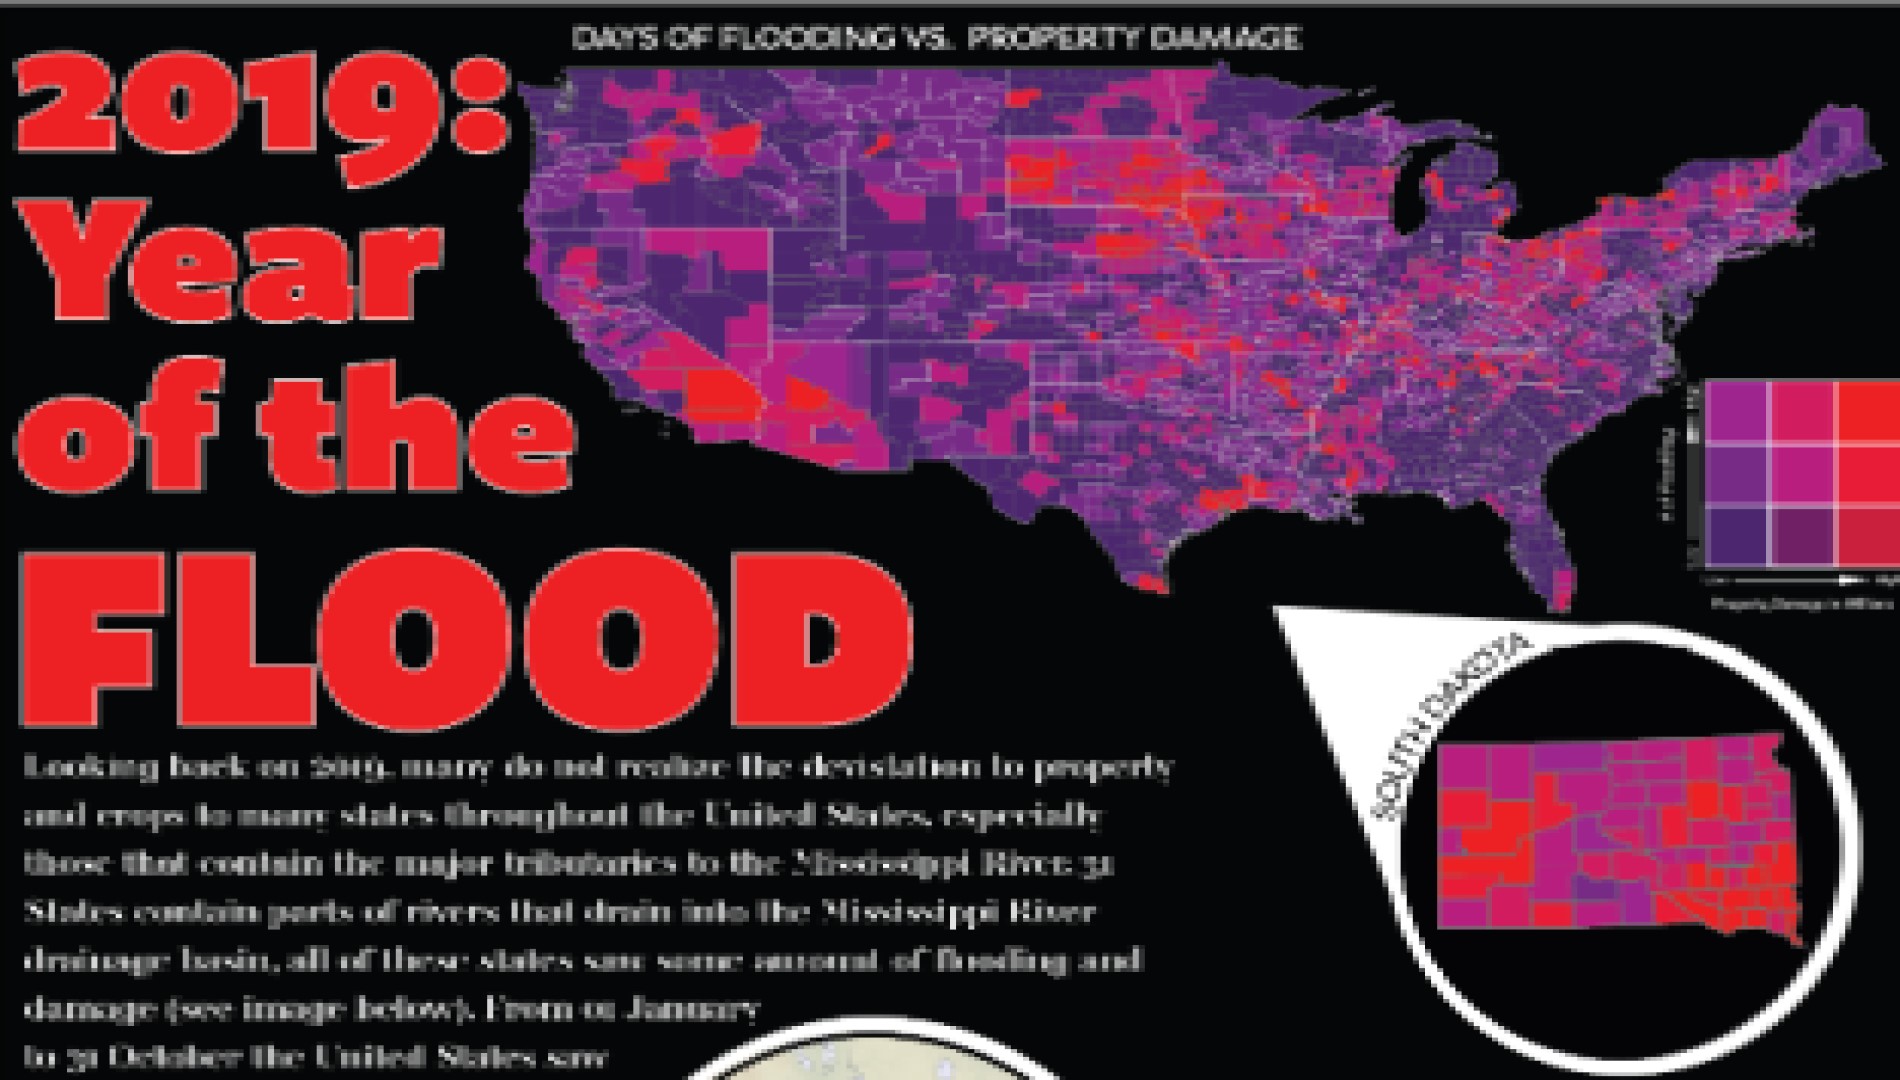 DAYS OF FLOODING VS. PROPERTY DAMAGE
2019:
Year
of the
FLOOD
SOUTH DAKOTA
Looking back on 2019, many do not realize the devistation to property
and crops to many states throughout the United States, especially
those that contain the major tributaries to the Mississippi River. 31
States contain parts of rivers that drain into the Mississippi River
drainage basin, all of these states saw some amount of flooding and
damage (see image below). From 01 January
to 31 October the United States saw